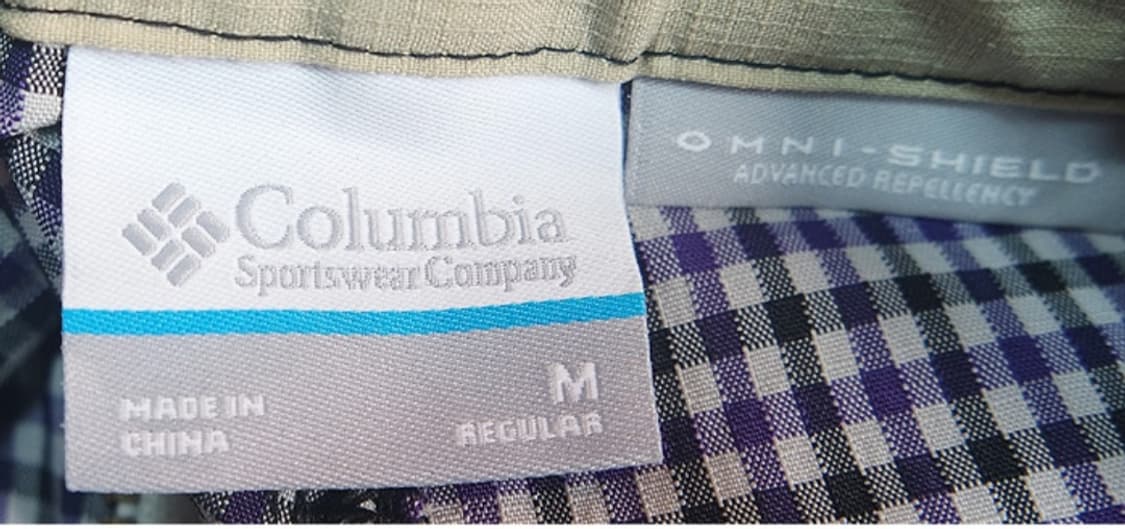 Columbia
Sportswear Company
MADE IN
CHINA
M
REGULAR
OMNI-SHIELD
ADVANCED REPELLENCY